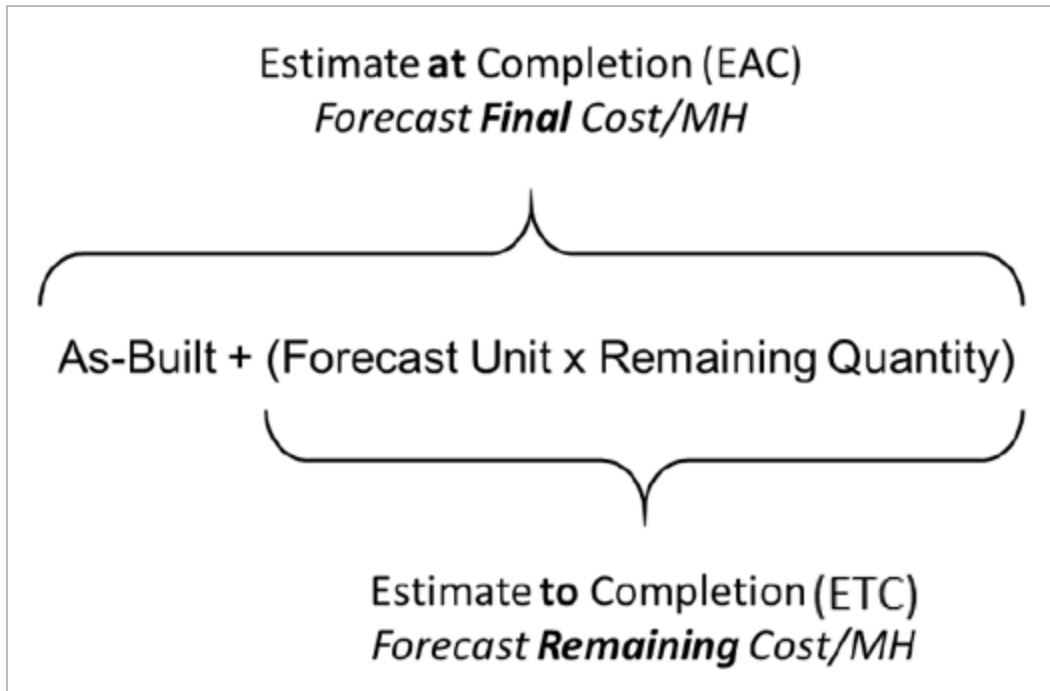 Estimate at Completion (EAC)
Forecast Final Cost/MH
As-Built + (Forecast Unit x Remaining Quantity)
Estimate to Completion (ETC)
Forecast Remaining Cost/MH